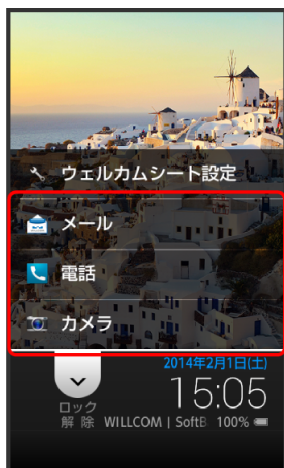 ウェルカムシート設定
メール
電話
カメラ
2014年2月1日(土)
15:05
ロック
解 除
WILLCOM | SoftB 100%